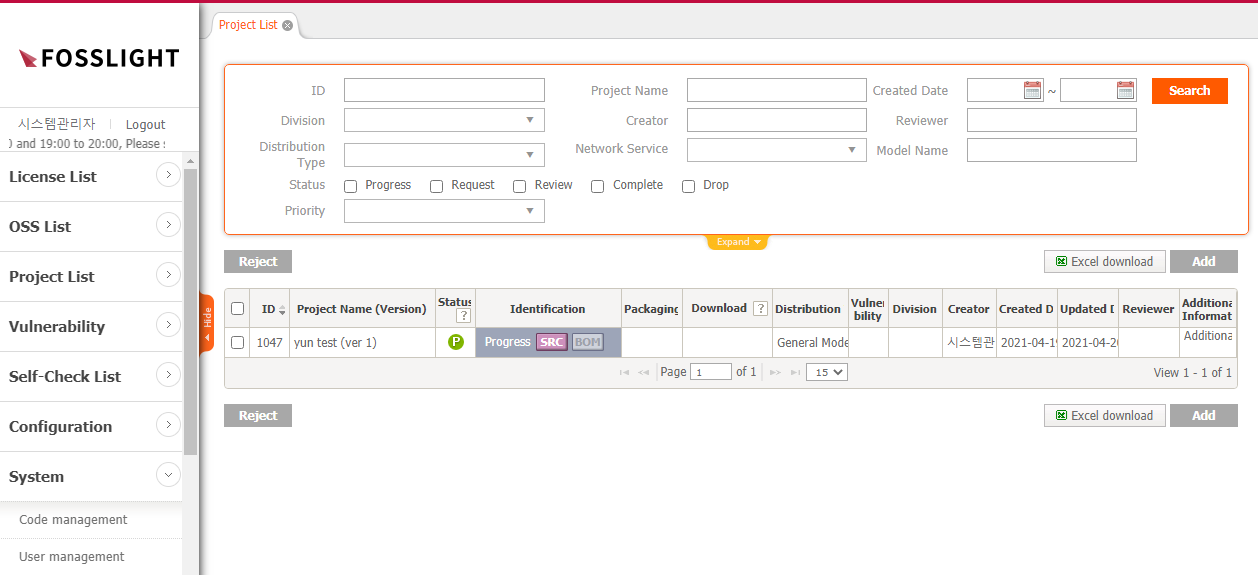 Project List
FOSSLIGHT
시스템관리자 Logout
and 19:00 to 20:00, Please
License List
OSS List
Project List
Vulnerability
Self-Check List
Configuration
System
Code management
User management
Hide
ID Project Name Created Date ~ Search
Division Creator Reviewer
Distribution Type Network Service Model Name
Status Progress Request Review Complete Drop
Priority
Expand
Reject Excel download Add
ID Project Name (Version) Status ? Identification Packaging Download ? Distribution Vulner bility Division Creator Created D Updated D Reviewer Additiona Informat
1047 yun test (ver 1) P Progress SRC BOM General Mode 시스템관 2021-04-19 2021-04-20 Additiona
Page 1 of 1 15 View 1 - 1 of 1
Reject Excel download Add